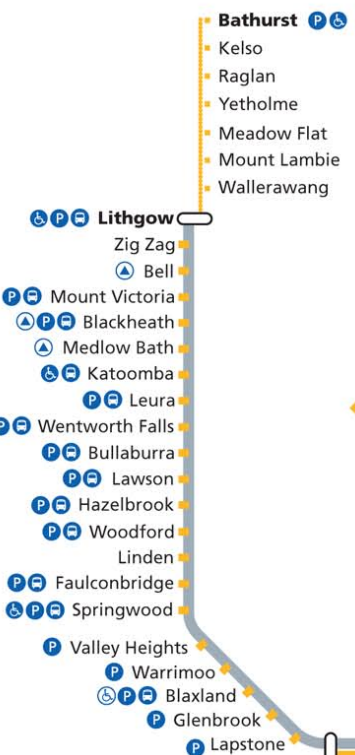 Bathurst P
Kelso
Raglan
Yetholme
Meadow Flat
Mount Lambie
Wallerawang
P Lithgow
Zig Zag
Bell
P Mount Victoria
P Blackheath
Medlow Bath
Katoomba
P Leura
P Wentworth Falls
P Bullaburra
P Lawson
P Hazelbrook
P Woodford
Linden
P Faulconbridge
P Springwood
P Valley Heights
P Warrimoo
P Blaxland
P Glenbrook
P Lapstone